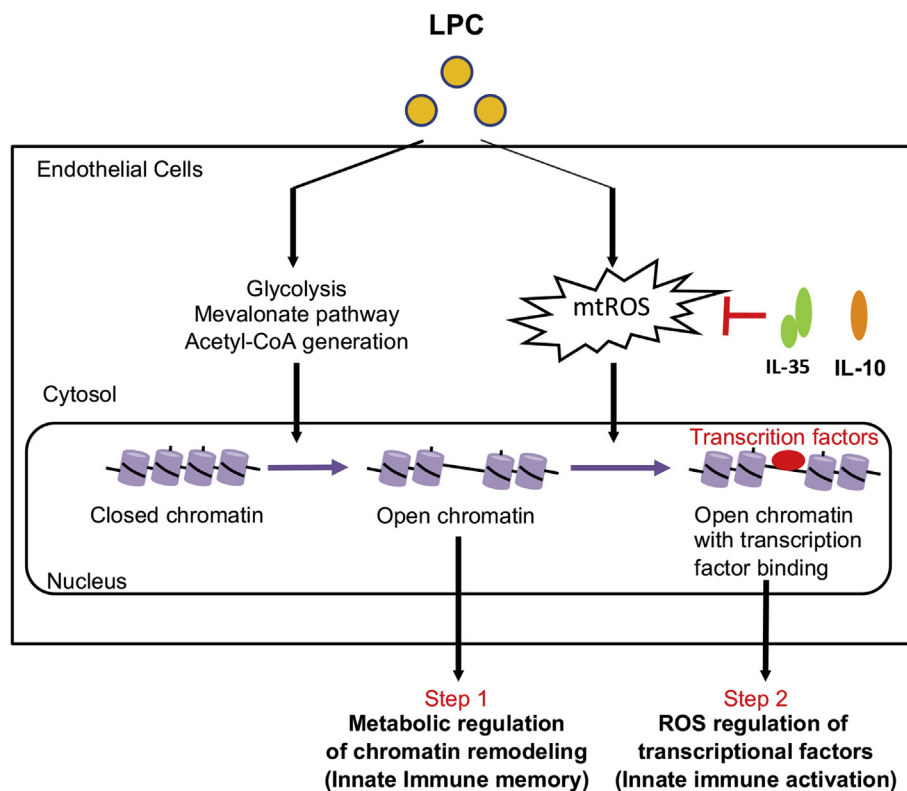 LPC
Endothelial Cells
Glycolysis
Mevalonate pathway
Acetyl-CoA generation
mtROS
IL-35
IL-10
Cytosol
Transcrition factors
Closed chromatin
Open chromatin
Open chromatin
with transcription
factor binding
Nucleus
Step 1
Metabolic regulation
of chromatin remodeling
(Innate Immune memory)
Step 2
ROS regulation of
transcriptional factors
(Innate immune activation)